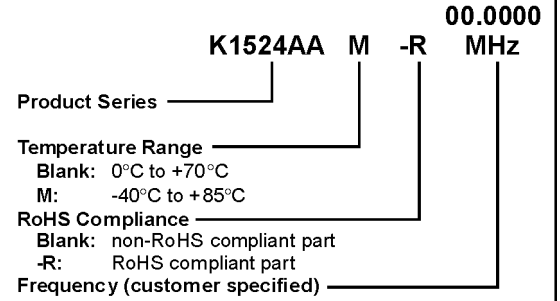 00.0000
K1524AA M -R MHz
Product Series
Temperature Range
Blank: 0°C to +70°C
M: -40°C to +85°C
RoHS Compliance
Blank: non-RoHS compliant part
-R: RoHS compliant part
Frequency (customer specified)